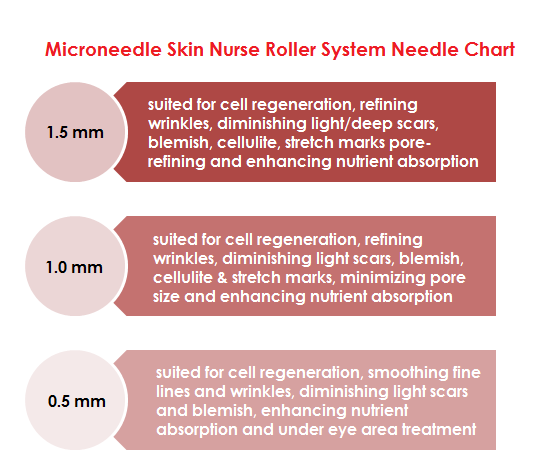 Microneedle Skin Nurse Roller System Needle Chart
1.5 mm
suited for cell regeneration, refining
wrinkles, diminishing light/deep scars,
blemish, cellulite, stretch marks pore-
refining and enhancing nutrient absorption
1.0 mm
suited for cell regeneration, refining
wrinkles, diminishing light scars, blemish,
cellulite & stretch marks, minimizing pore
size and enhancing nutrient absorption
0.5 mm
suited for cell regeneration, smoothing fine
lines and wrinkles, diminishing light scars
and blemish, enhancing nutrient
absorption and under eye area treatment